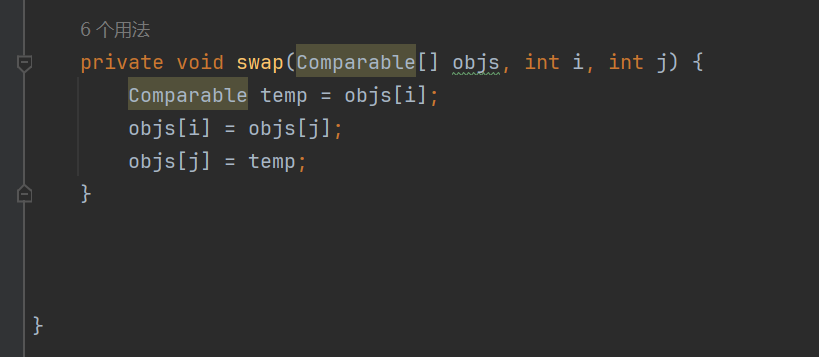 6 个用法
private void swap(Comparable[] objs, int i, int j) {
Comparable temp = objs[i];
objs[i] = objs[j];
objs[j] = temp;
}
}